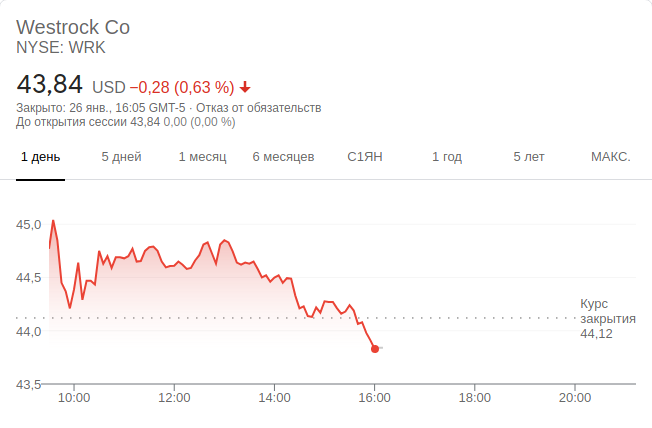 Westrock Co
NYSE: WRK
43,84 USD −0,28 (0,63 %)
Закрыто: 26 янв., 16:05 GMT-5 · Отказ от обязательств
До открытия сессии 43,84 0,00 (0,00 %)
1 день 5 дней 1 месяц 6 месяцев С1ЯН 1 год 5 лет МАКС.
45,0
44,5
Курс
закрытия
44,12
44,0
43,5
10:00 12:00 14:00 16:00 18:00 20:00